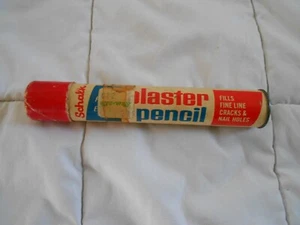 Schalk
plaster
pencil
FILLS
FINE LINE
CRACKS &
NAIL HOLES